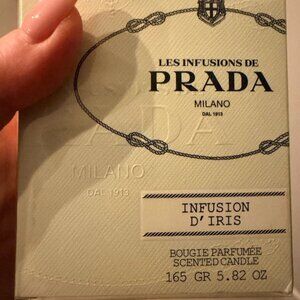 LES INFUSIONS DE
PRADA
MILANO
DAL 1913
MILANO
DAL 1913
INFUSION
D'IRIS
BOUGIE PARFUMÉE
SCENTED CANDLE
165 GR 5.82 OZ